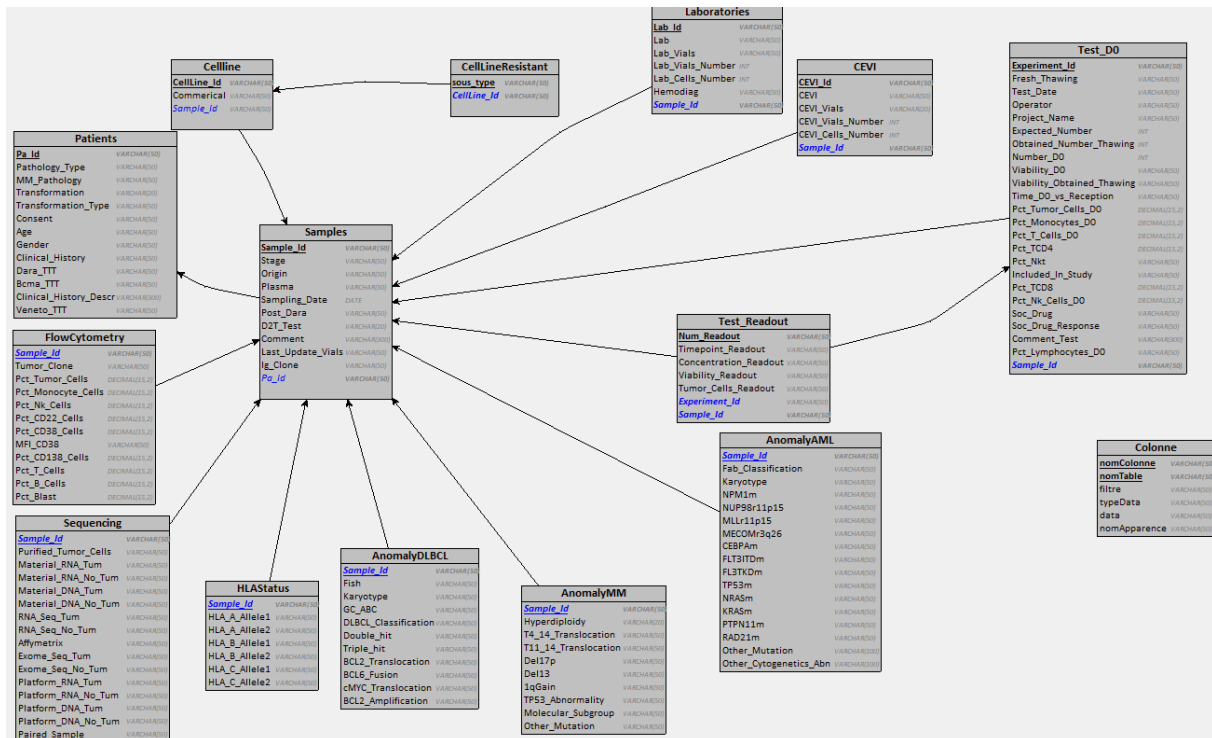 Laboratories
Lab_Id VARCHAR(50)
Lab VARCHAR(50)
Lab_Vials VARCHAR(50)
Lab_Vials_Number INT
Lab_Cells_Number INT
Hemodiag VARCHAR(50)
Sample_Id VARCHAR(50)
Cellline
CellLine_Id VARCHAR(50)
Commerical VARCHAR(50)
Sample_Id VARCHAR(50)
CellLineResistant
sous_type VARCHAR(50)
CellLine_Id VARCHAR(50)
CEVI
CEVI_Id VARCHAR(50)
CEVI VARCHAR(50)
CEVI_Vials VARCHAR(20)
CEVI_Vials_Number INT
CEVI_Cells_Number INT
Sample_Id VARCHAR(50)
Test_D0
Experiment_Id VARCHAR(50)
Fresh_Thawing VARCHAR(50)
Test_Date VARCHAR(50)
Operator VARCHAR(50)
Project_Name VARCHAR(50)
Expected_Number INT
Obtained_Number_Thawing INT
Number_D0 INT
Viability_D0 VARCHAR(50)
Viability_Obtained_Thawing VARCHAR(50)
Time_D0_vs_Reception VARCHAR(50)
Pct_Tumor_Cells_D0 DECIMAL(15,2)
Pct_Monocytes_D0 DECIMAL(15,2)
Pct_T_Cells_D0 DECIMAL(15,2)
Pct_TCD4 DECIMAL(15,2)
Pct_Nkt VARCHAR(50)
Included_In_Study VARCHAR(50)
Pct_TCD8 DECIMAL(15,2)
Pct_Nk_Cells_D0 DECIMAL(15,2)
Soc_Drug VARCHAR(50)
Soc_Drug_Response VARCHAR(50)
Comment_Test VARCHAR(300)
Pct_Lymphocytes_D0 VARCHAR(50)
Sample_Id VARCHAR(50)
Patients
Pa_Id VARCHAR(50)
Pathology_Type VARCHAR(50)
MM_Pathology VARCHAR(50)
Transformation VARCHAR(20)
Transformation_Type VARCHAR(50)
Consent VARCHAR(50)
Age VARCHAR(50)
Gender VARCHAR(50)
Clinical_History VARCHAR(50)
Dara_TTT VARCHAR(50)
Bcma_TTT VARCHAR(50)
Clinical_History_Descr VARCHAR(300)
Veneto_TTT VARCHAR(50)
Samples
Sample_Id VARCHAR(50)
Stage VARCHAR(50)
Origin VARCHAR(50)
Plasma VARCHAR(50)
Sampling_Date DATE
Post_Dara VARCHAR(50)
D2T_Test VARCHAR(20)
Comment VARCHAR(300)
Last_Update_Vials VARCHAR(50)
Ig_Clone VARCHAR(50)
Pa_Id VARCHAR(50)
Test_Readout
Num_Readout VARCHAR(50)
Timepoint_Readout VARCHAR(50)
Concentration_Readout VARCHAR(50)
Viability_Readout VARCHAR(50)
Tumor_Cells_Readout VARCHAR(50)
Experiment_Id VARCHAR(50)
Sample_Id VARCHAR(50)
FlowCytometry
Sample_Id VARCHAR(50)
Tumor_Clone VARCHAR(50)
Pct_Tumor_Cells DECIMAL(15,2)
Pct_Monocyte_Cells DECIMAL(15,2)
Pct_Nk_Cells DECIMAL(15,2)
Pct_CD22_Cells DECIMAL(15,2)
Pct_CD38_Cells DECIMAL(15,2)
MFI_CD38 VARCHAR(50)
Pct_CD138_Cells DECIMAL(15,2)
Pct_T_Cells DECIMAL(15,2)
Pct_B_Cells DECIMAL(15,2)
Pct_Blast DECIMAL(15,2)
AnomalyAML
Sample_Id VARCHAR(50)
Fab_Classification VARCHAR(50)
Karyotype VARCHAR(50)
NPM1m VARCHAR(50)
NUP98r11p15 VARCHAR(50)
MLLr11p15 VARCHAR(50)
MECOMr3q26 VARCHAR(50)
CEBPAm VARCHAR(50)
FLT3ITDm VARCHAR(50)
FL3TKDm VARCHAR(50)
TP53m VARCHAR(50)
NRASm VARCHAR(50)
KRASm VARCHAR(50)
PTPN11m VARCHAR(50)
RAD21m VARCHAR(50)
Other_Mutation VARCHAR(300)
Other_Cytogenetics_Abn VARCHAR(300)
Colonne
nomColonne VARCHAR(50)
nomTable VARCHAR(50)
filtre VARCHAR(50)
typeData VARCHAR(50)
data VARCHAR(50)
nomApparence VARCHAR(50)
Sequencing
Sample_Id VARCHAR(50)
Purified_Tumor_Cells VARCHAR(50)
Material_RNA_Tum VARCHAR(50)
Material_RNA_No_Tum VARCHAR(50)
Material_DNA_Tum VARCHAR(50)
Material_DNA_No_Tum VARCHAR(50)
RNA_Seq_Tum VARCHAR(50)
RNA_Seq_No_Tum VARCHAR(50)
Affymetrix VARCHAR(50)
Exome_Seq_Tum VARCHAR(50)
Exome_Seq_No_Tum VARCHAR(50)
Platform_RNA_Tum VARCHAR(50)
Platform_RNA_No_Tum VARCHAR(50)
Platform_DNA_Tum VARCHAR(50)
Platform_DNA_No_Tum VARCHAR(50)
Paired_Sample VARCHAR(50)
HLAStatus
Sample_Id VARCHAR(50)
HLA_A_Allele1 VARCHAR(50)
HLA_A_Allele2 VARCHAR(50)
HLA_B_Allele1 VARCHAR(50)
HLA_B_Allele2 VARCHAR(50)
HLA_C_Allele1 VARCHAR(50)
HLA_C_Allele2 VARCHAR(50)
AnomalyDLBCL
Sample_Id VARCHAR(50)
Fish VARCHAR(50)
Karyotype VARCHAR(50)
GC_ABC VARCHAR(50)
DLBCL_Classification VARCHAR(50)
Double_hit VARCHAR(50)
Triple_hit VARCHAR(50)
BCL2_Translocation VARCHAR(50)
BCL6_Fusion VARCHAR(50)
cMYC_Translocation VARCHAR(50)
BCL2_Amplification VARCHAR(50)
AnomalyMM
Sample_Id VARCHAR(50)
Hyperdiploidy VARCHAR(20)
T4_14_Translocation VARCHAR(50)
T11_14_Translocation VARCHAR(50)
Del17p VARCHAR(50)
Del13 VARCHAR(50)
1qGain VARCHAR(50)
TP53_Abnormality VARCHAR(50)
Molecular_Subgroup VARCHAR(50)
Other_Mutation VARCHAR(50)